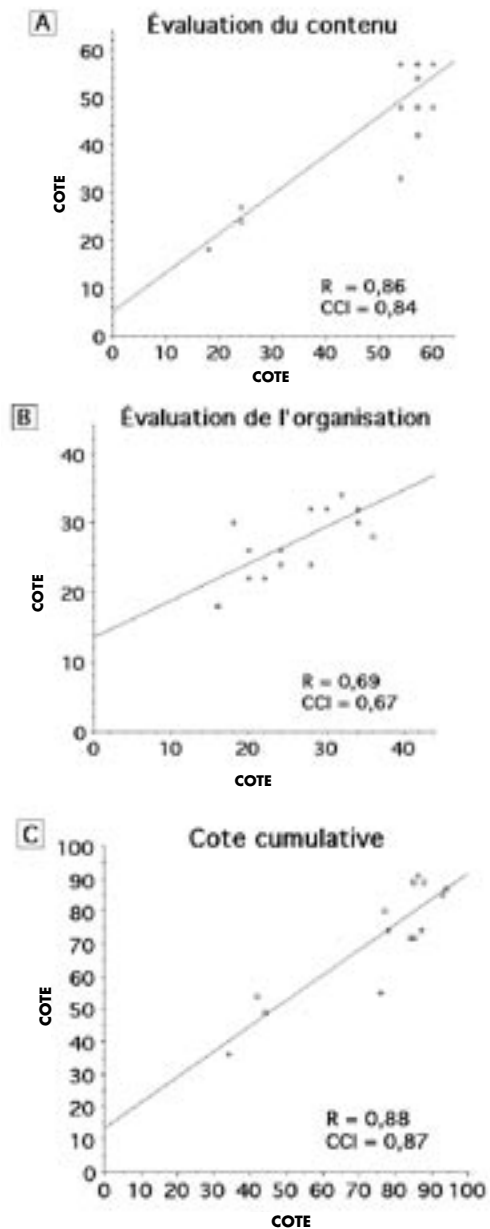 A Évaluation du contenu
60
50
40
30
20
10
0
COTE
R = 0,86
CCI = 0,84
0 10 20 30 40 50 60
COTE
B Évaluation de l'organisation
40
30
20
10
0
COTE
R = 0,69
CCI = 0,67
0 10 20 30 40
COTE
C Cote cumulative
100
90
80
70
60
50
40
30
20
10
0
COTE
R = 0,88
CCI = 0,87
0 10 20 30 40 50 60 70 80 90 100
COTE